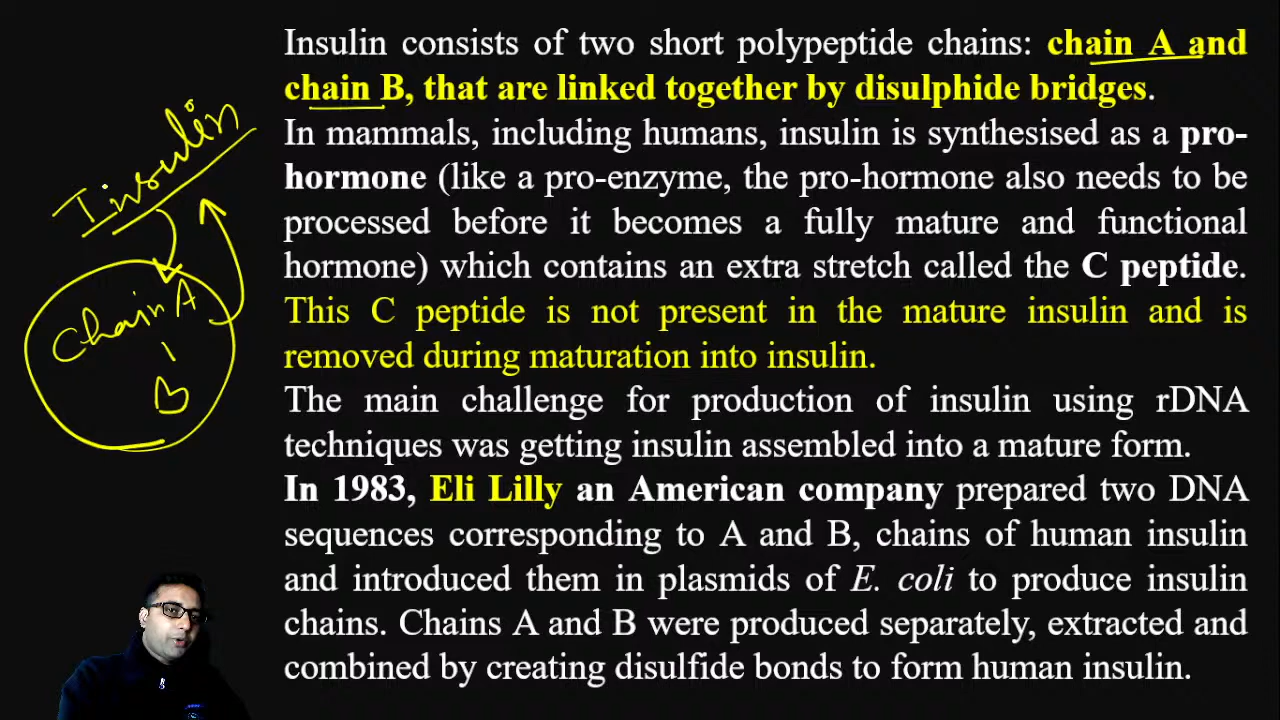 Insulin consists of two short polypeptide chains: chain A and
chain B, that are linked together by disulphide bridges.
In mammals, including humans, insulin is synthesised as a pro-
hormone (like a pro-enzyme, the pro-hormone also needs to be
processed before it becomes a fully mature and functional
hormone) which contains an extra stretch called the C peptide.
This C peptide is not present in the mature insulin and is
removed during maturation into insulin.
The main challenge for production of insulin using rDNA
techniques was getting insulin assembled into a mature form.
In 1983, Eli Lilly an American company prepared two DNA
sequences corresponding to A and B, chains of human insulin
and introduced them in plasmids of E. coli to produce insulin
chains. Chains A and B were produced separately, extracted and
combined by creating disulfide bonds to form human insulin.
Insulin
Chain A
B